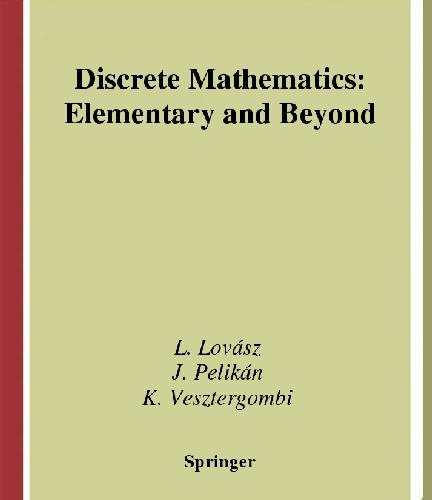 Discrete Mathematics:
Elementary and Beyond
L. Lovász
J. Pelikán
K. Vesztergombi
Springer